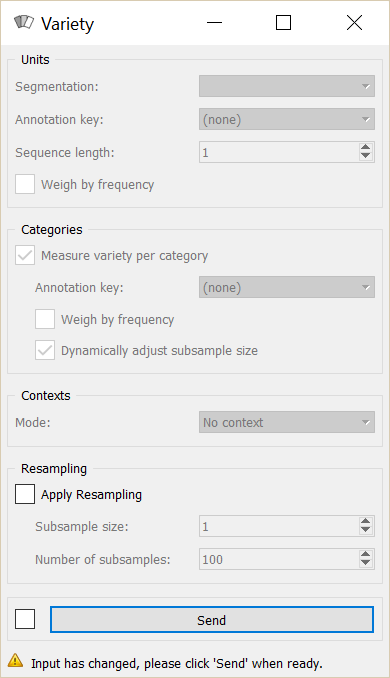 Variety
Units
Segmentation:
Annotation key: (none)
Sequence length: 1
Weigh by frequency
Categories
Measure variety per category
Annotation key: (none)
Weigh by frequency
Dynamically adjust subsample size
Contexts
Mode: No context
Resampling
Apply Resampling
Subsample size: 1
Number of subsamples: 100
Send
Input has changed, please click 'Send' when ready.